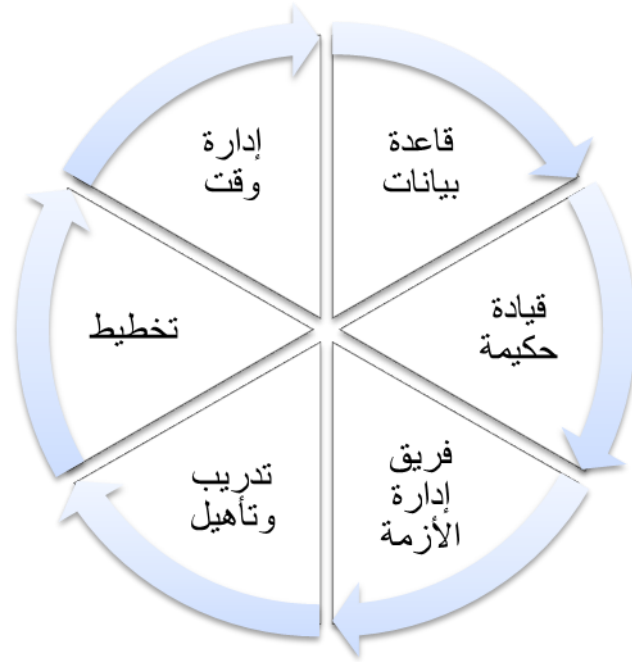 قاعدة
بيانات
قيادة
حكيمة
فريق
إدارة
الأزمة
تدريب
وتأهيل
تخطيط
إدارة
وقت